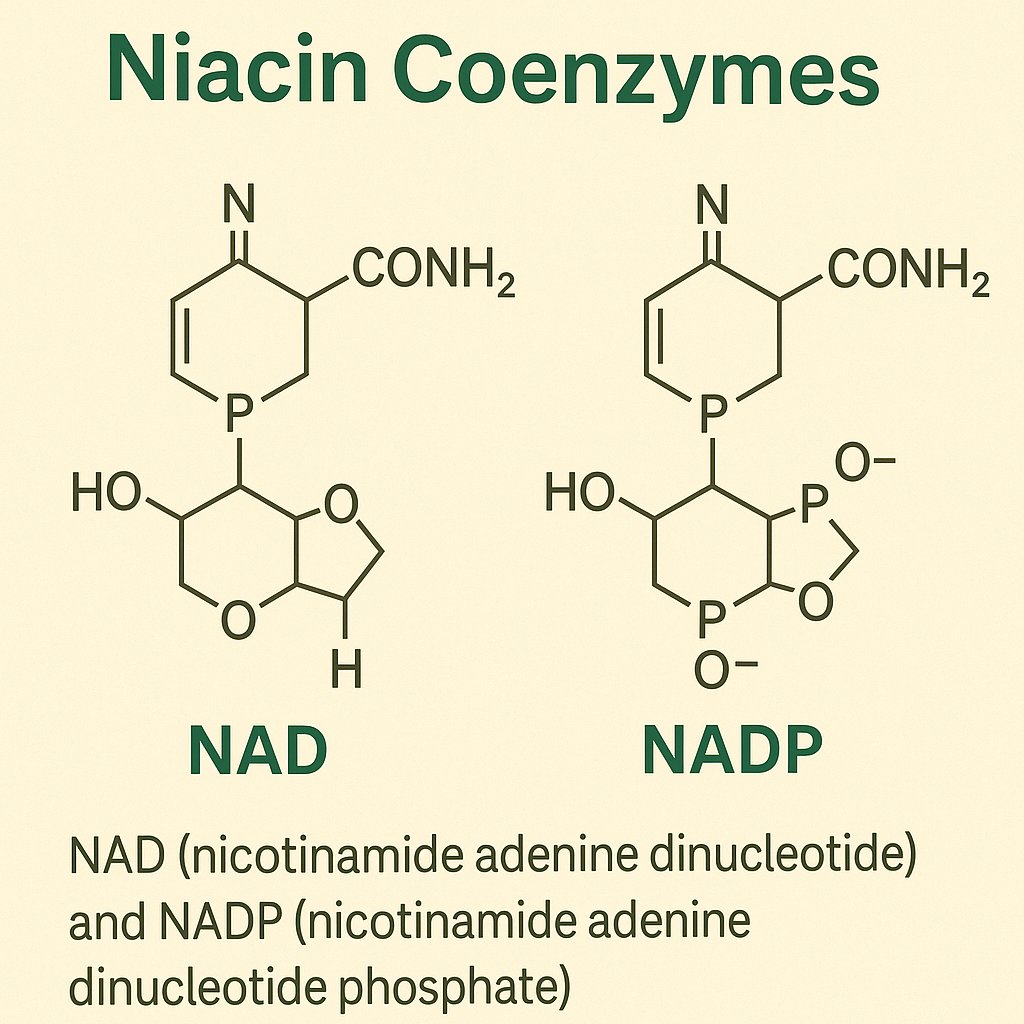 Niacin Coenzymes
N
CONH₂
P
HO
O
O
H
NAD
N
CONH₂
P
O−
HO
P
O
P
O−
NADP
NAD (nicotinamide adenine dinucleotide)
and NADP (nicotinamide adenine
dinucleotide phosphate)